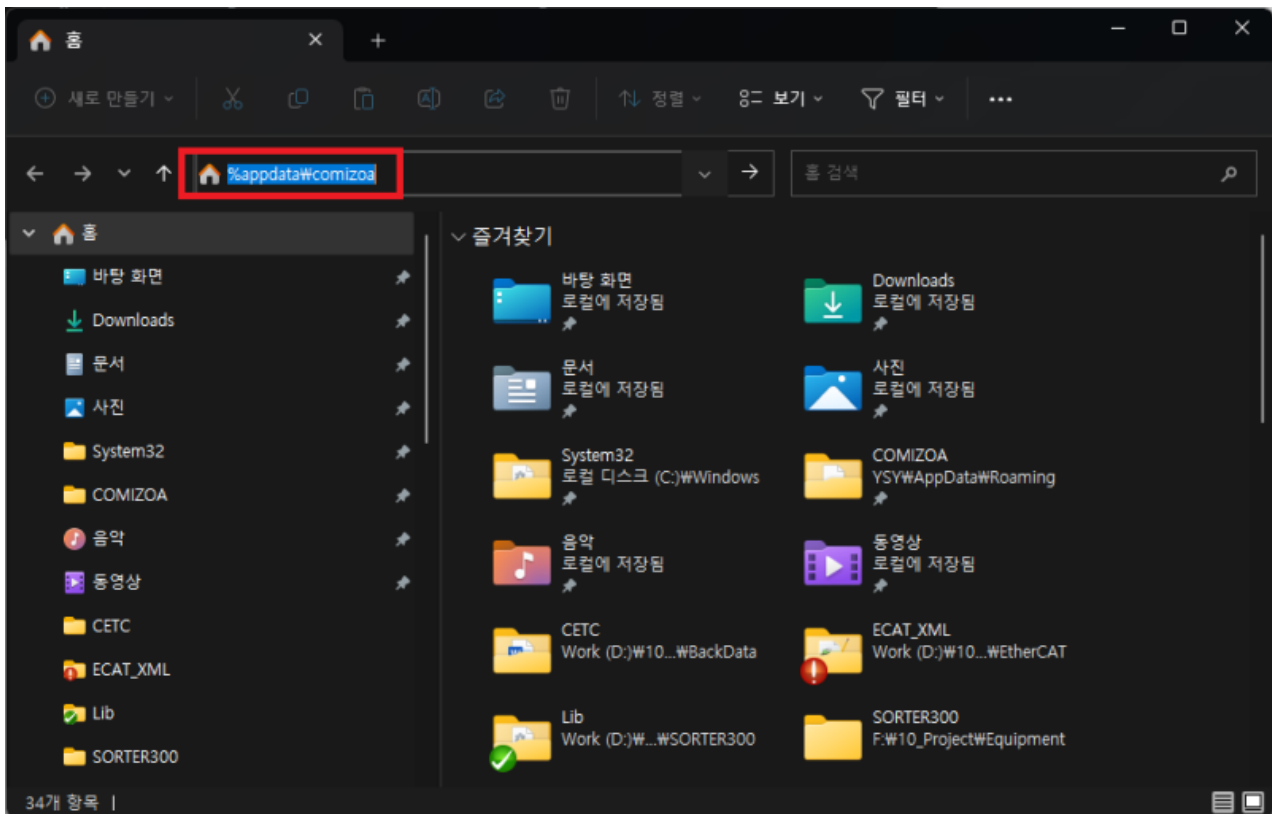 홈
새로 만들기
정렬
보기
필터
%appdata₩comizoa
홈 검색
홈
바탕 화면
Downloads
문서
사진
System32
COMIZOA
음악
동영상
CETC
ECAT_XML
Lib
SORTER300
즐겨찾기
바탕 화면
로컬에 저장됨
Downloads
로컬에 저장됨
문서
로컬에 저장됨
사진
로컬에 저장됨
System32
로컬 디스크 (C:)₩Windows
COMIZOA
YSY₩AppData₩Roaming
음악
로컬에 저장됨
동영상
로컬에 저장됨
CETC
Work (D:)₩10...₩BackData
ECAT_XML
Work (D:)₩10...₩EtherCAT
Lib
Work (D:)₩...₩SORTER300
SORTER300
F:₩10_Project₩Equipment
34개 항목